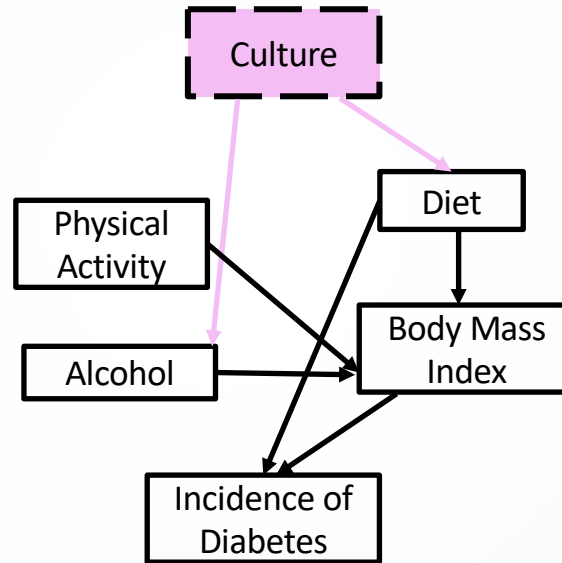 Culture
Physical
Activity
Diet
Alcohol
Body Mass
Index
Incidence of
Diabetes